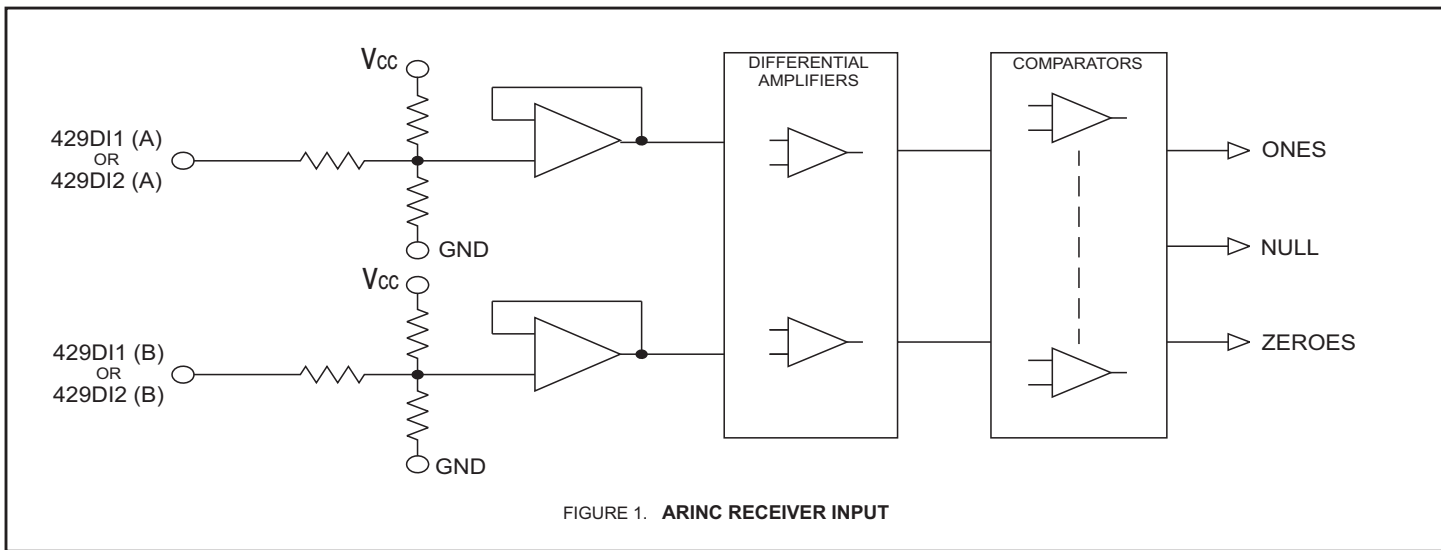 VCC
429DI1 (A)
OR
429DI2 (A)
GND
VCC
429DI1 (B)
OR
429DI2 (B)
GND
DIFFERENTIAL
AMPLIFIERS
COMPARATORS
ONES
NULL
ZEROES
FIGURE 1. ARINC RECEIVER INPUT